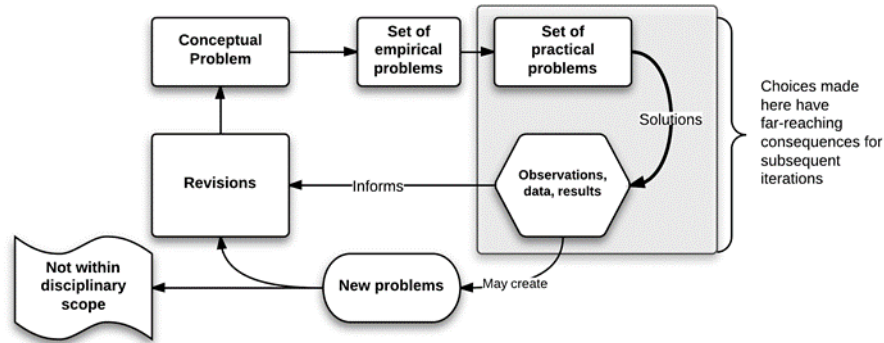 Conceptual
Problem
Set of
empirical
problems
Set of
practical
problems
Solutions
Choices made
here have
far-reaching
consequences for
subsequent
iterations
Revisions
Informs
Observations,
data, results
Not within
disciplinary
scope
New problems
May create